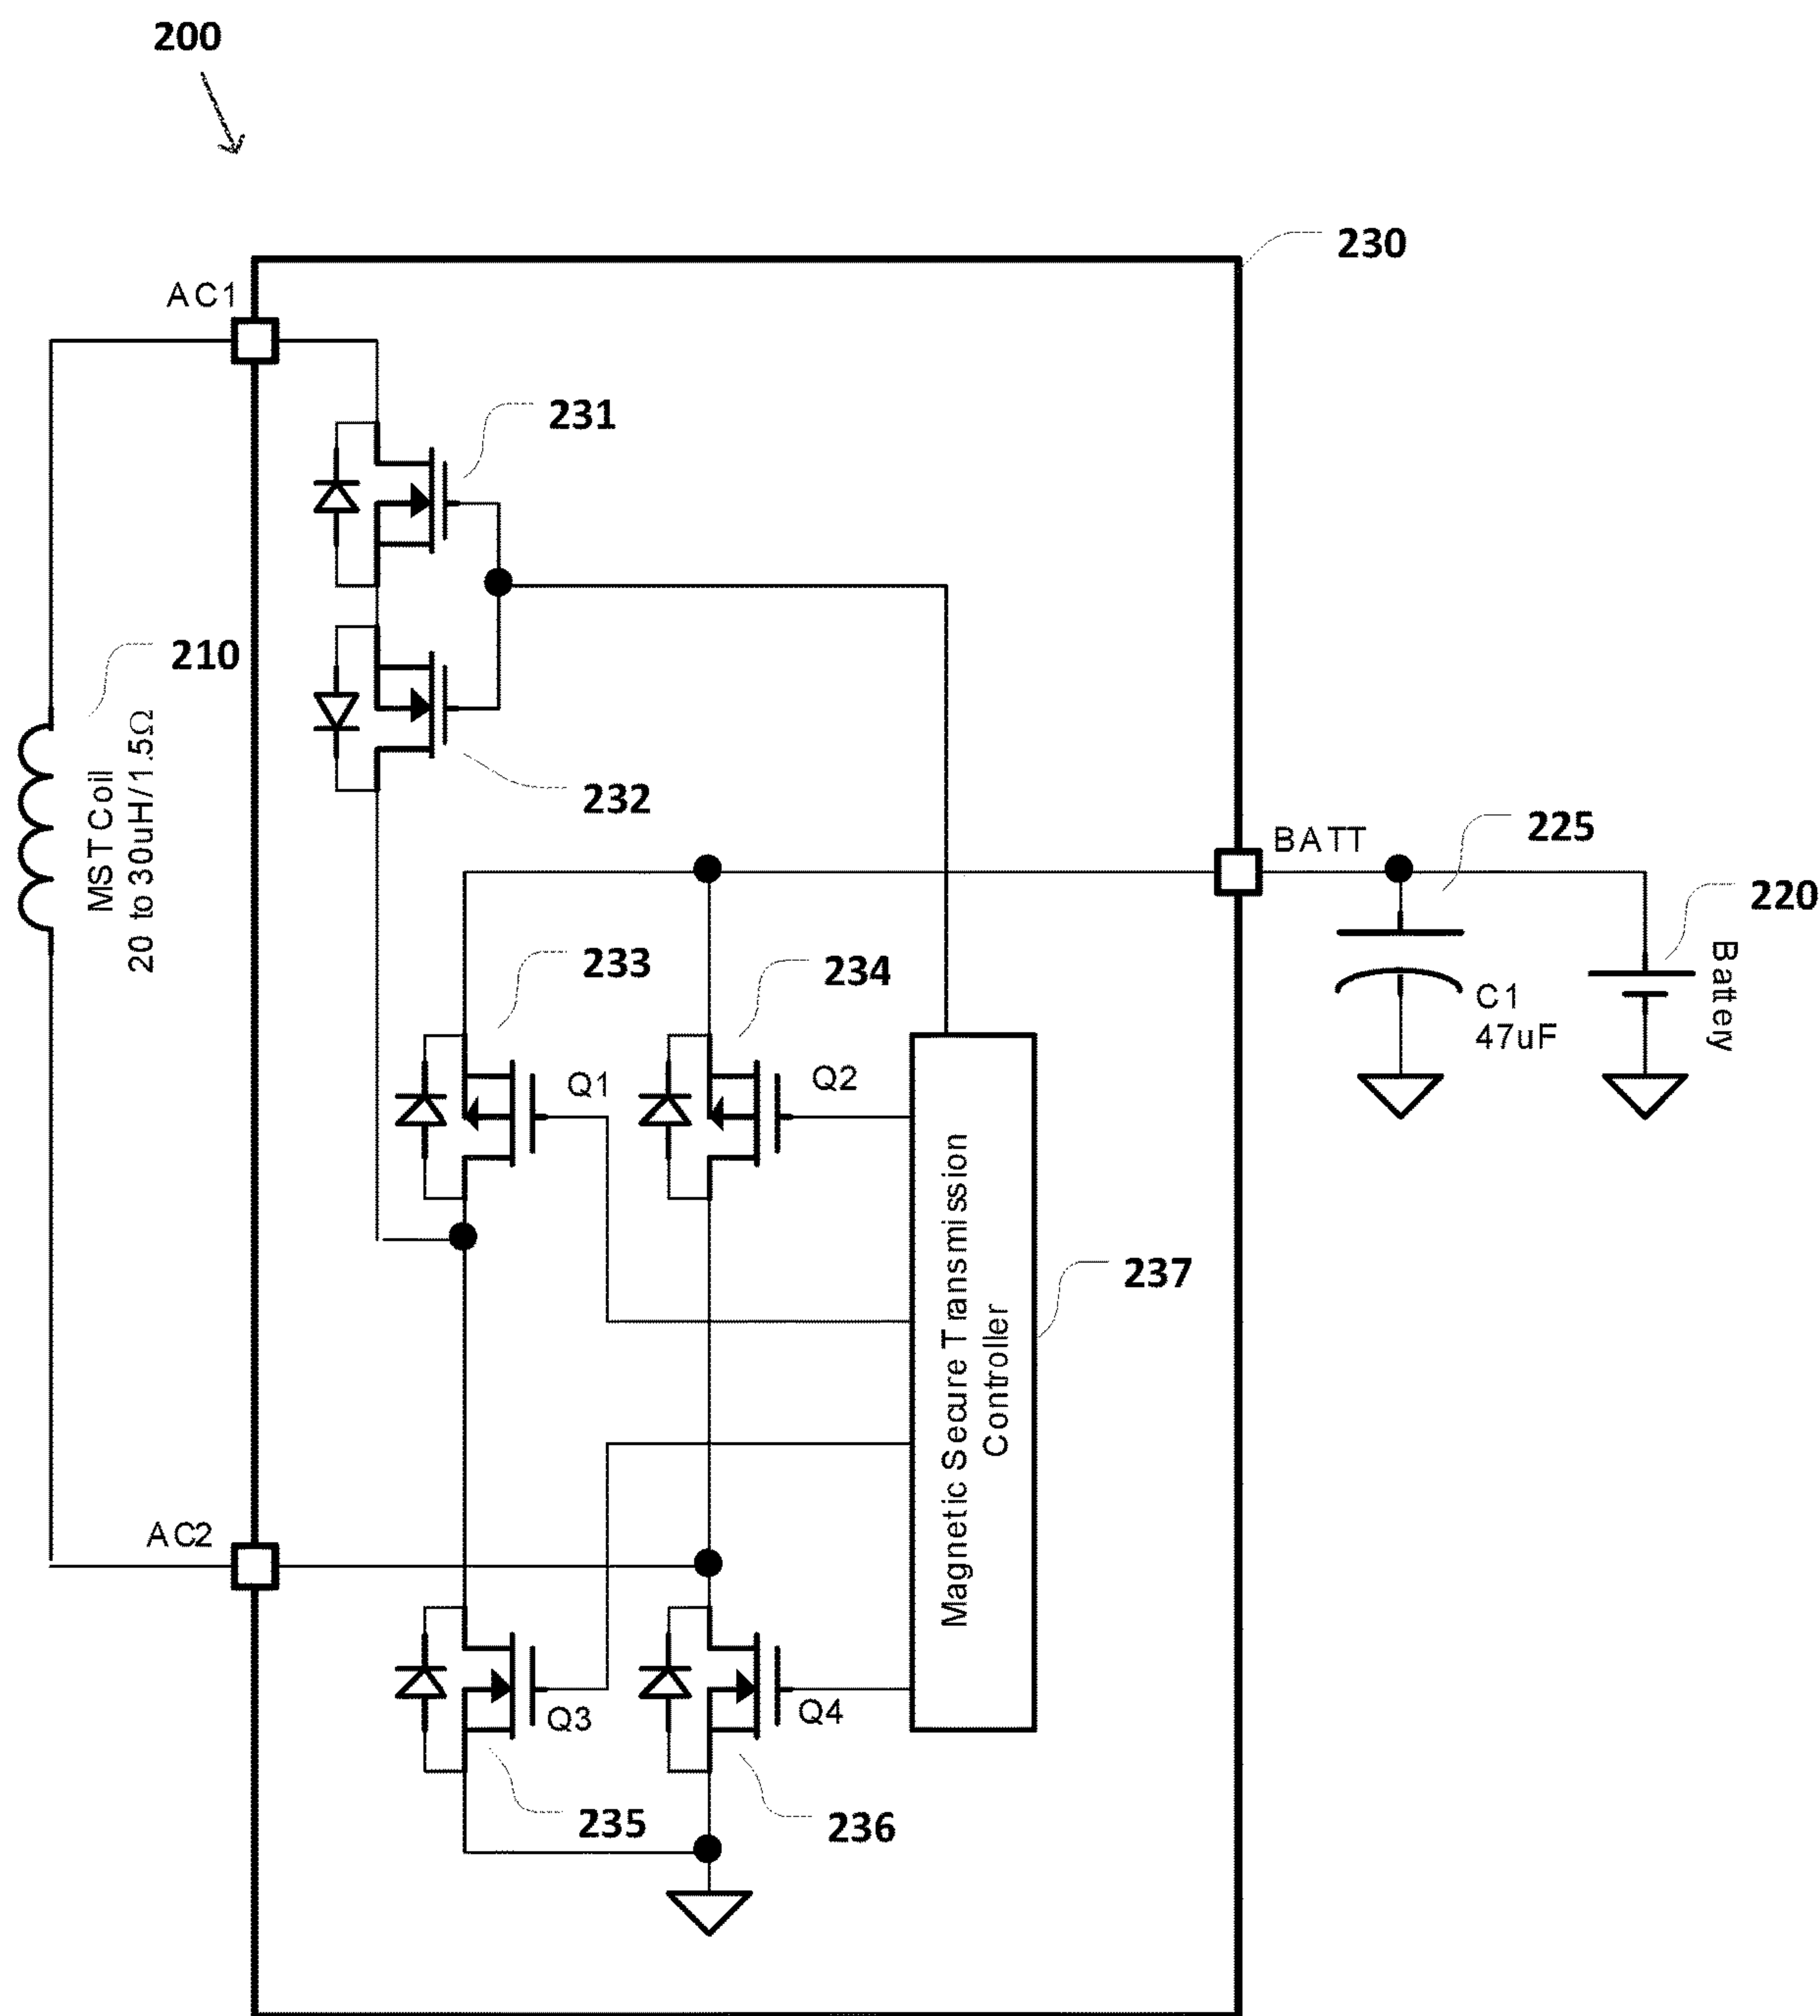 200
230
AC1
231
210
MST Coil
20 to 30uH/1.5Ω
232
BATT
225
220
Battery
C1
47uF
233
234
Q1
Q2
237
Magnetic Secure Transmission
Controller
AC2
Q3
Q4
235
236